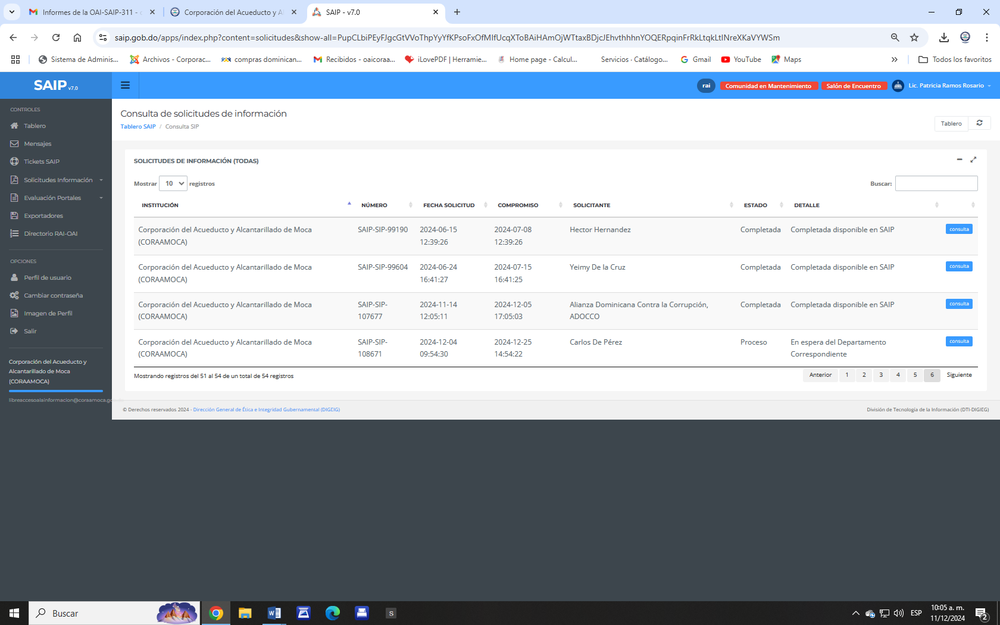 Informes de la OAI-SAIP-311 -
Corporación del Acueducto y A
SAIP - v7.0
saip.gob.do/apps/index.php?content=solicitudes&show-all=PupCLbiPEyFJgcGtVVoThpYyYfKPsoFxOfMIfUcqXToBAiHAmOjWTtaxBDjcJEhvthhhnYOQERpqinFrRkLtqkLtlNreXKaVYWSm
Sistema de Adminis...
Archivos - Corporac...
compras dominican...
Recibidos - oaicoraa...
iLovePDF | Herramie...
Home page - Calcul...
Servicios · Catálogo...
Gmail
YouTube
Maps
Todos los favoritos
SAIP v7.0
rai
Comunidad en Mantenimiento
Salón de Encuentro
Lic. Patricia Ramos Rosario
CONTROLES
Tablero
Mensajes
Tickets SAIP
Solicitudes Información
Evaluación Portales
Exportadores
Directorio RAI-OAI
OPCIONES
Perfil de usuario
Cambiar contraseña
Imagen de Perfil
Salir
Corporación del Acueducto y
Alcantarillado de Moca
(CORAAMOCA)
libreaccesoalainformacion@coraamoca.g
Consulta de solicitudes de información
Tablero SAIP / Consulta SIP
Tablero
SOLICITUDES DE INFORMACIÓN (TODAS)
Mostrar 10 registros
Buscar:
INSTITUCIÓN NÚMERO FECHA SOLICITUD COMPROMISO SOLICITANTE ESTADO DETALLE
Corporación del Acueducto y Alcantarillado de Moca SAIP-SIP-99190 2024-06-15 2024-07-08 Hector Hernandez Completada Completada disponible en SAIP consulta
(CORAAMOCA) 12:39:26 12:39:26
Corporación del Acueducto y Alcantarillado de Moca SAIP-SIP-99604 2024-06-24 2024-07-15 Yeimy De la Cruz Completada Completada disponible en SAIP consulta
(CORAAMOCA) 16:41:27 16:41:25
Corporación del Acueducto y Alcantarillado de Moca SAIP-SIP- 2024-11-14 2024-12-05 Alianza Dominicana Contra la Corrupción, Completada Completada disponible en SAIP consulta
(CORAAMOCA) 107677 12:05:11 17:05:03 ADOCCO
Corporación del Acueducto y Alcantarillado de Moca SAIP-SIP- 2024-12-04 2024-12-25 Carlos De Pérez Proceso En espera del Departamento consulta
(CORAAMOCA) 108671 09:54:30 14:54:22 Correspondiente
Mostrando registros del 51 al 54 de un total de 54 registros
Anterior 1 2 3 4 5 6 Siguiente
© Derechos reservados 2024 - Dirección General de Ética e Integridad Gubernamental (DIGEIG)
División de Tecnología de la Información (DTI-DIGIEG)
Buscar
S
ESP
10:05 a. m.
11/12/2024
2